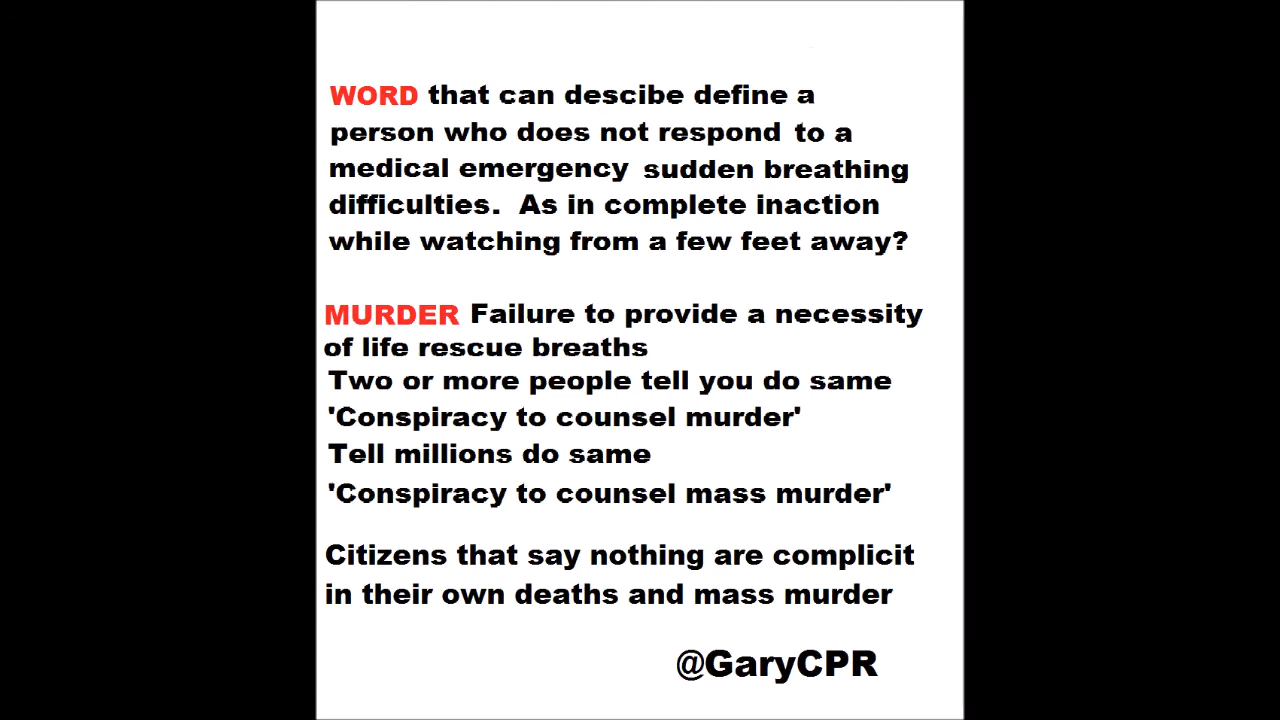 WORD that can descibe define a
person who does not respond to a
medical emergency sudden breathing
difficulties. As in complete inaction
while watching from a few feet away?
MURDER Failure to provide a necessity
of life rescue breaths
Two or more people tell you do same
'Conspiracy to counsel murder'
Tell millions do same
'Conspiracy to counsel mass murder'
Citizens that say nothing are complicit
in their own deaths and mass murder
@GaryCPR